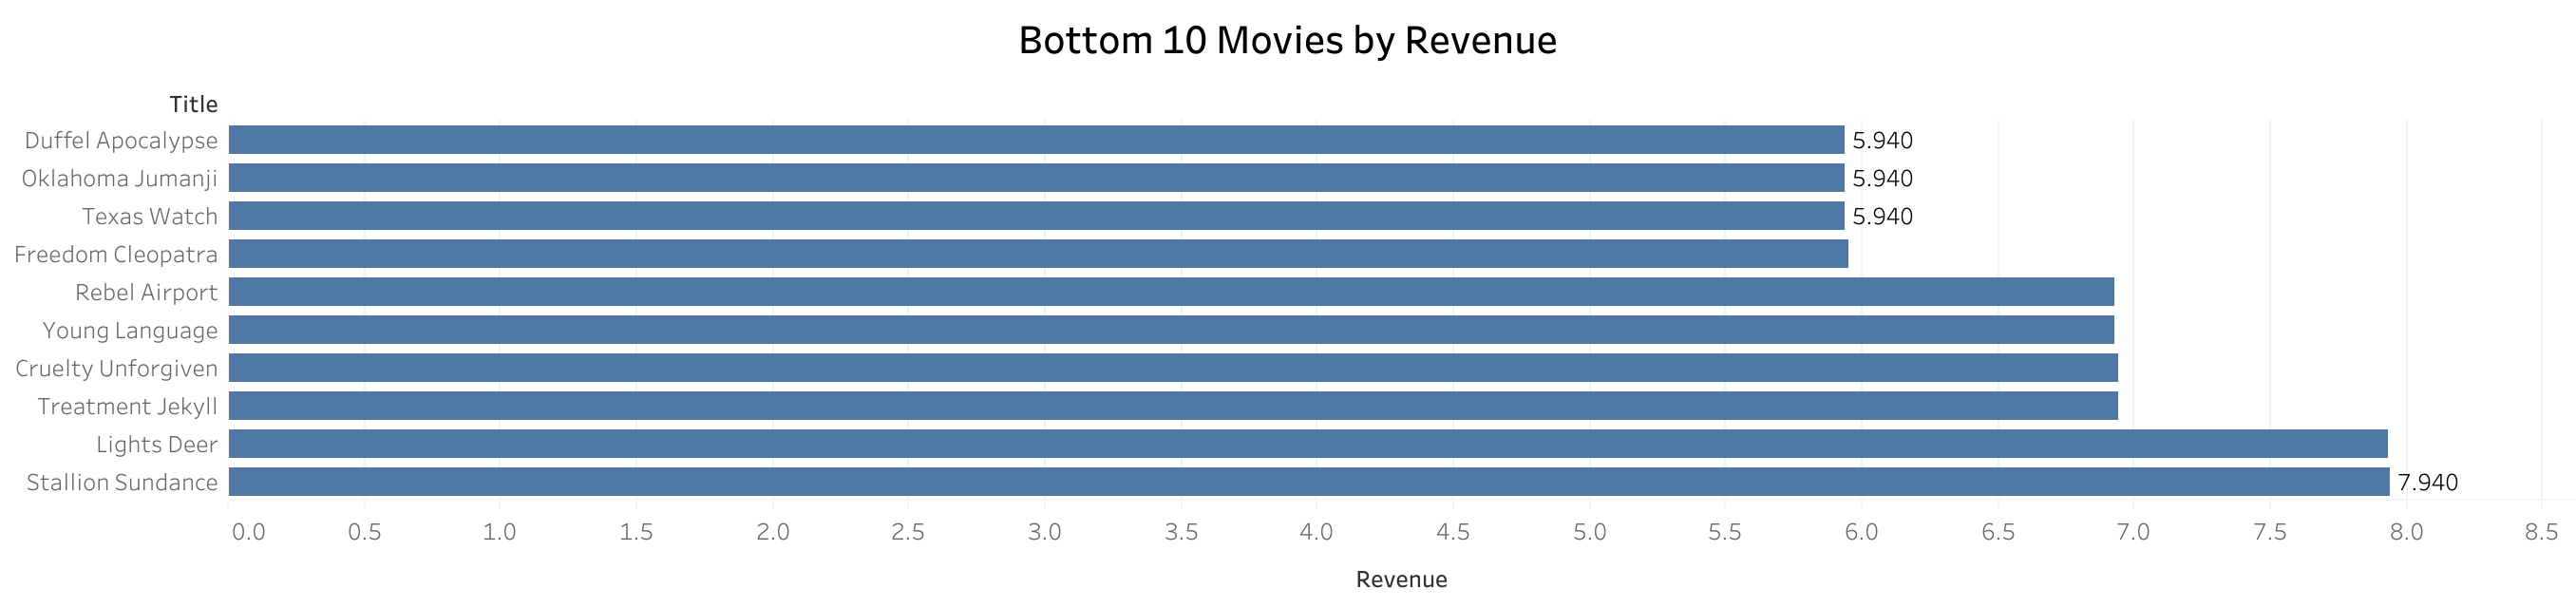 Bottom 10 Movies by Revenue
Title
Duffel Apocalypse 5.940
Oklahoma Jumanji 5.940
Texas Watch 5.940
Freedom Cleopatra
Rebel Airport
Young Language
Cruelty Unforgiven
Treatment Jekyll
Lights Deer
Stallion Sundance 7.940
0.0 0.5 1.0 1.5 2.0 2.5 3.0 3.5 4.0 4.5 5.0 5.5 6.0 6.5 7.0 7.5 8.0 8.5
Revenue